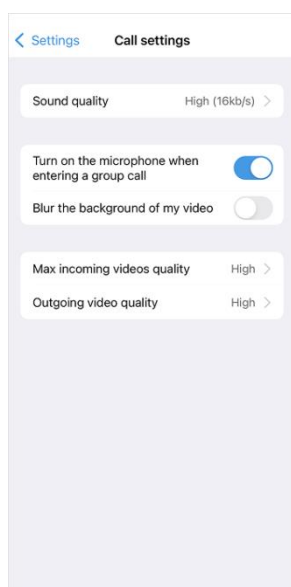 Settings Call settings
Sound quality High (16kb/s)
Turn on the microphone when
entering a group call
Blur the background of my video
Max incoming videos quality High
Outgoing video quality High